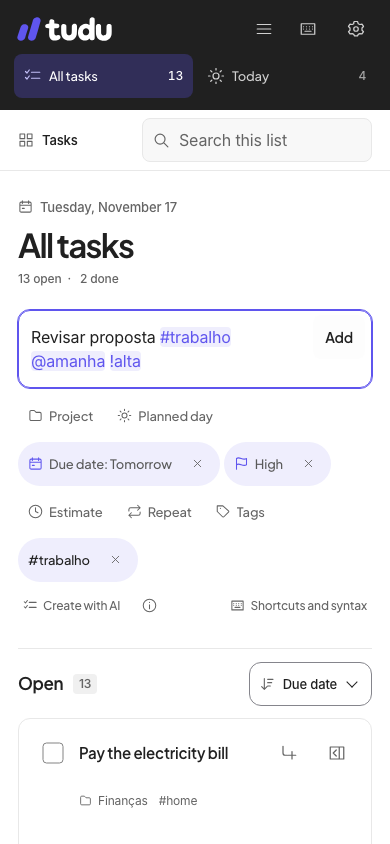 tudu
All tasks 13
Today 4
Tasks
Search this list
Tuesday, November 17
All tasks
13 open · 2 done
Revisar proposta #trabalho
@amanha !alta
Add
Project
Planned day
Due date: Tomorrow
High
Estimate
Repeat
Tags
#trabalho
Create with AI
Shortcuts and syntax
Open 13
Due date
Pay the electricity bill
Finanças #home